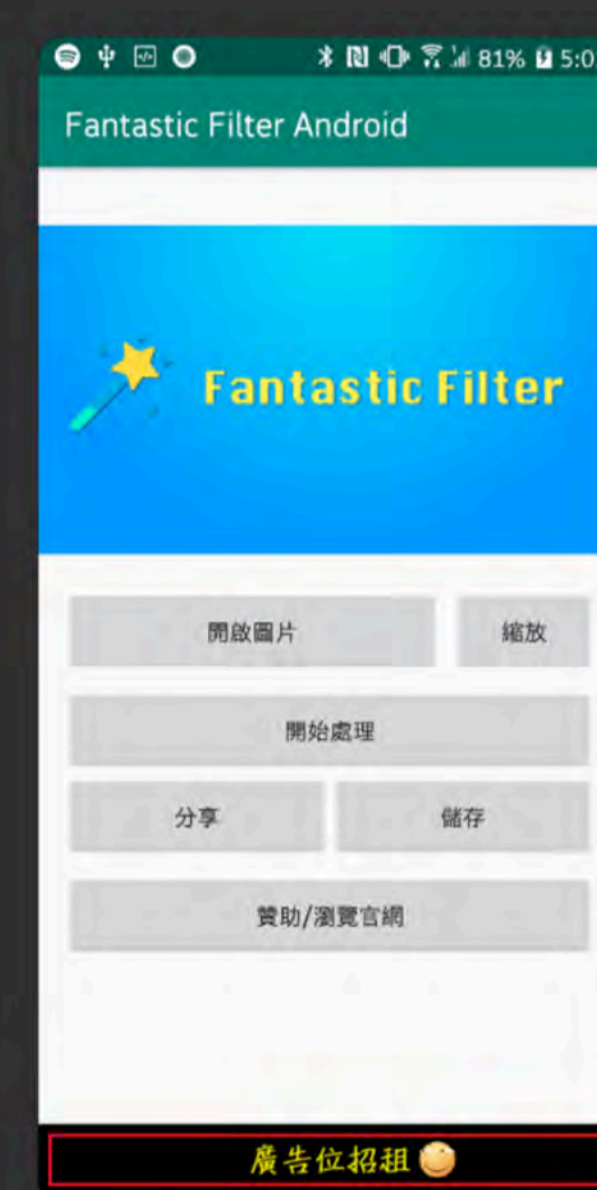 81% 5:0
Fantastic Filter Android
Fantastic Filter
開啟圖片 縮放
開始處理
分享 儲存
贊助/瀏覽官網
廣告位招租